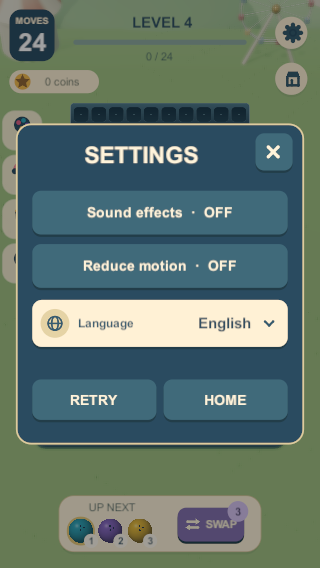 MOVES
24
LEVEL 4
0 / 24
0 coins
SETTINGS
Sound effects · OFF
Reduce motion · OFF
Language
English
RETRY
HOME
UP NEXT
1
2
3
SWAP
3